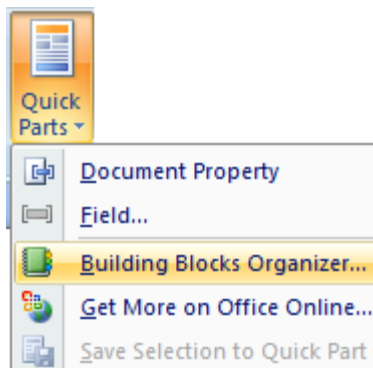 Quick
Parts
Document Property
Field...
Building Blocks Organizer...
Get More on Office Online...
Save Selection to Quick Part